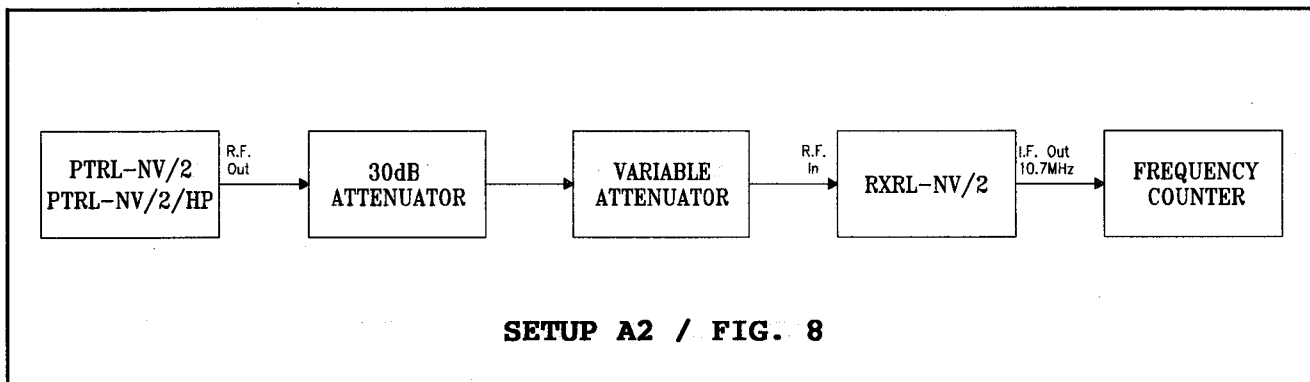 PTRL-NV/2
PTRL-NV/2/HP
R.F.
Out
30dB
ATTENUATOR
VARIABLE
ATTENUATOR
R.F.
In
RXRL-NV/2
I.F. Out
10.7MHz
FREQUENCY
COUNTER
SETUP A2 / FIG. 8